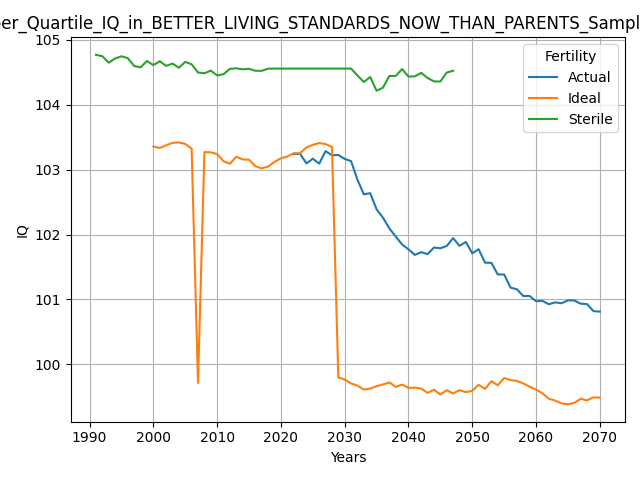 per_Quartile_IQ_in_BETTER_LIVING_STANDARDS_NOW_THAN_PARENTS_Sampl
105
104
103
102
101
100
IQ
1990 2000 2010 2020 2030 2040 2050 2060 2070
Years
Fertility
Actual
Ideal
Sterile